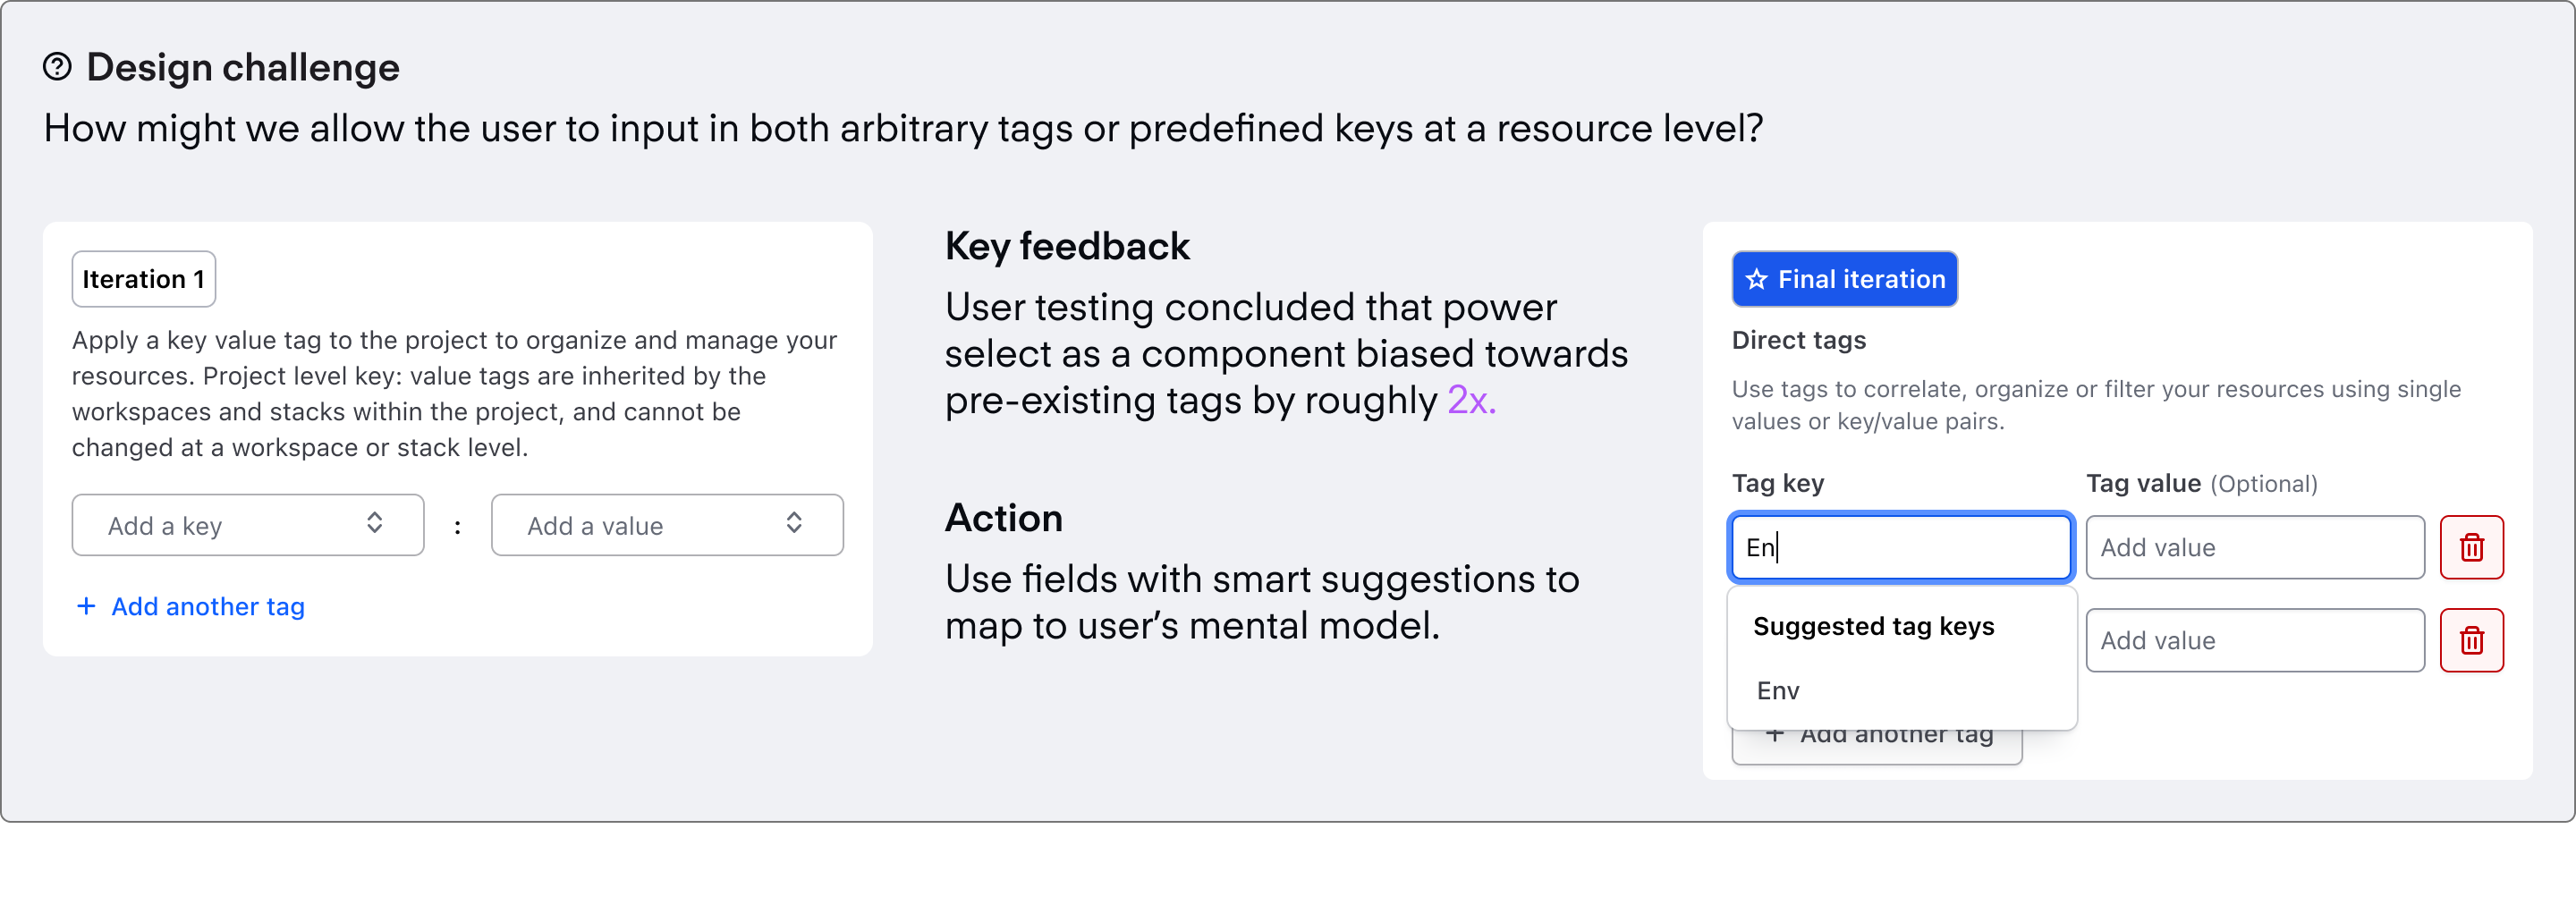 Design challenge
How might we allow the user to input in both arbitrary tags or predefined keys at a resource level?
Iteration 1
Apply a key value tag to the project to organize and manage your
resources. Project level key: value tags are inherited by the
workspaces and stacks within the project, and cannot be
changed at a workspace or stack level.
Add a key : Add a value
+ Add another tag
Key feedback
User testing concluded that power
select as a component biased towards
pre-existing tags by roughly 2x.
Action
Use fields with smart suggestions to
map to user’s mental model.
Final iteration
Direct tags
Use tags to correlate, organize or filter your resources using single
values or key/value pairs.
Tag key Tag value (Optional)
En Add value
Suggested tag keys Add value
Env
+ Add another tag